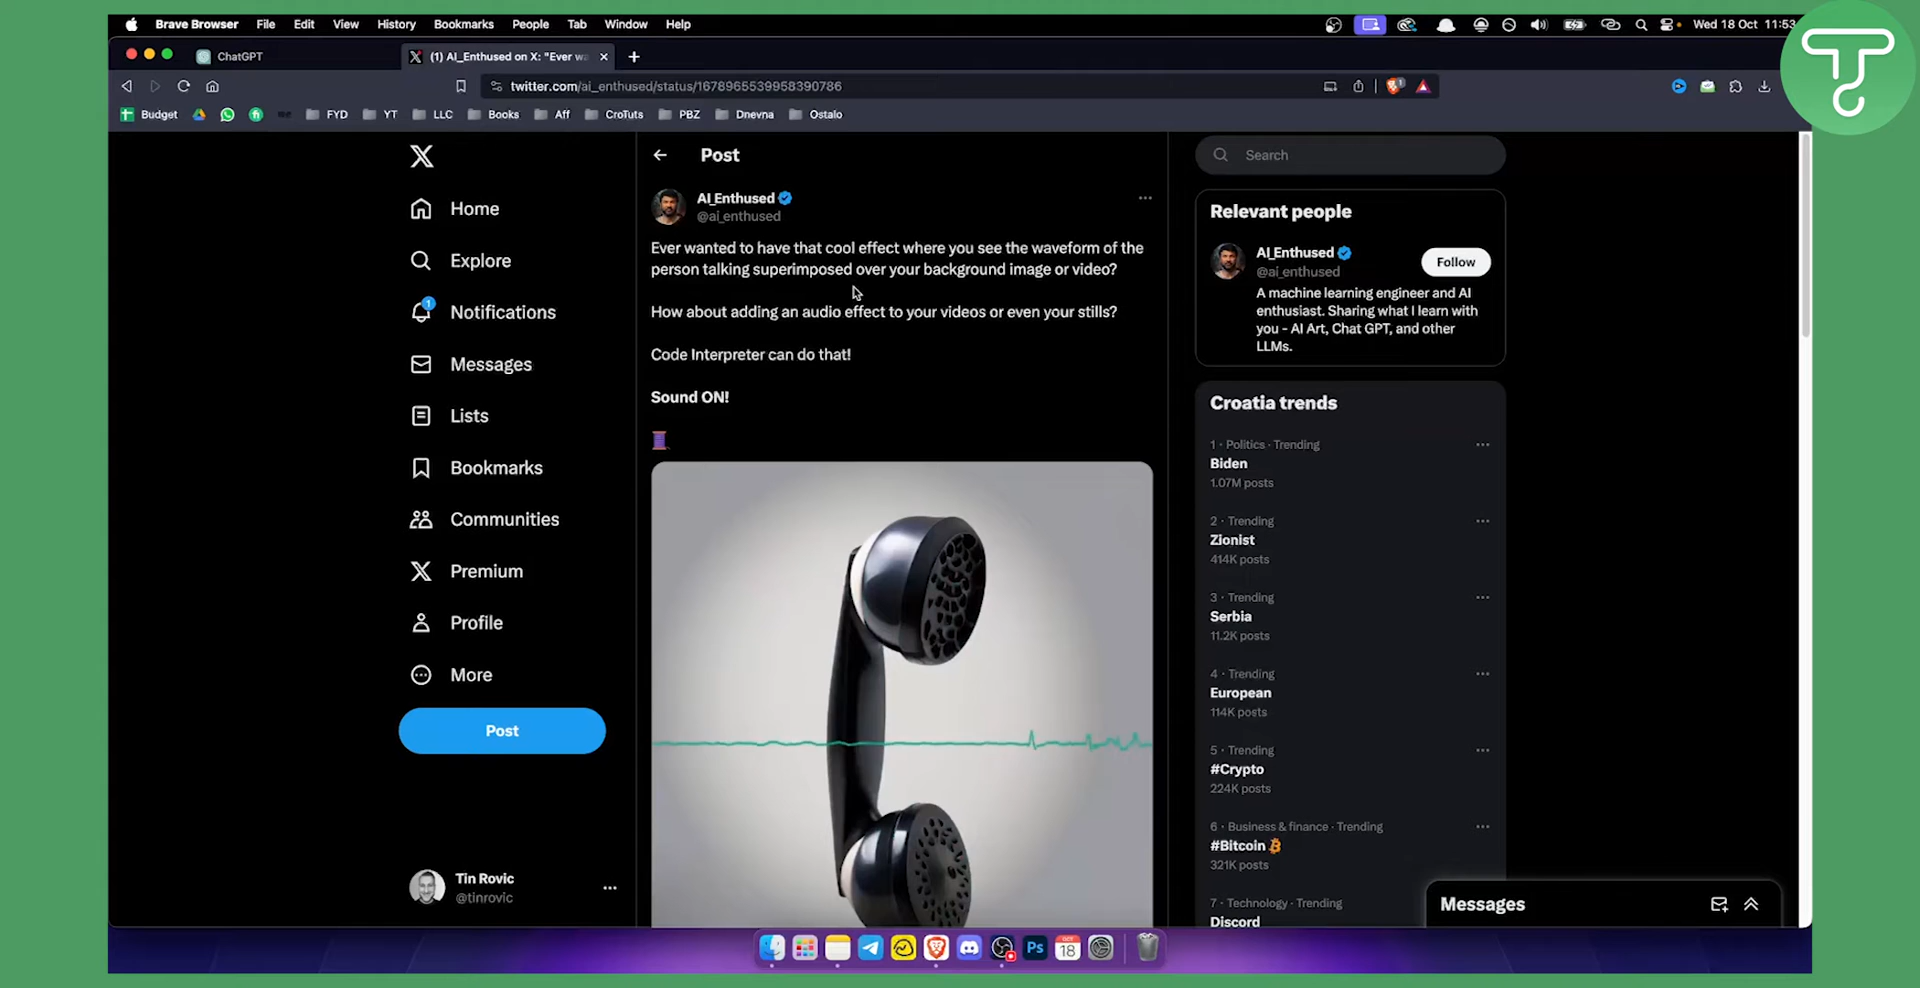 Brave Browser File Edit View History Bookmarks People Tab Window Help
Wed 18 Oct 11:53
ChatGPT
(1) AI_Enthused on X: "Ever wa
twitter.com/ai_enthused/status/1678965539958390786
Budget FYD YT LLC Books Aff CroTuts PBZ Dnevna Ostalo
Home
Explore
1
Notifications
Messages
Lists
Bookmarks
Communities
Premium
Profile
More
Post
Tin Rovic
@tinrovic
Post
AI_Enthused
@ai_enthused
Ever wanted to have that cool effect where you see the waveform of the
person talking superimposed over your background image or video?
How about adding an audio effect to your videos or even your stills?
Code Interpreter can do that!
Sound ON!
Search
Relevant people
AI_Enthused
@ai_enthused
Follow
A machine learning engineer and AI
enthusiast. Sharing what I learn with
you - AI Art, Chat GPT, and other
LLMs.
Croatia trends
1 · Politics · Trending
Biden
1.07M posts
2 · Trending
Zionist
414K posts
3 · Trending
Serbia
11.2K posts
4 · Trending
European
114K posts
5 · Trending
#Crypto
224K posts
6 · Business & finance · Trending
#Bitcoin
321K posts
7 · Technology · Trending
Discord
Messages
Ps
OCT
18